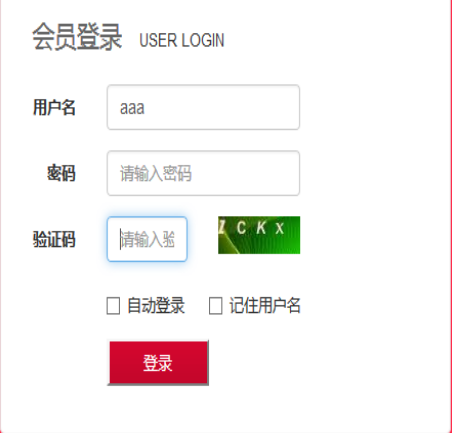 会员登录 USER LOGIN
用户名 aaa
密码 请输入密码
验证码 请输入验 ZCKX
自动登录 记住用户名
登录